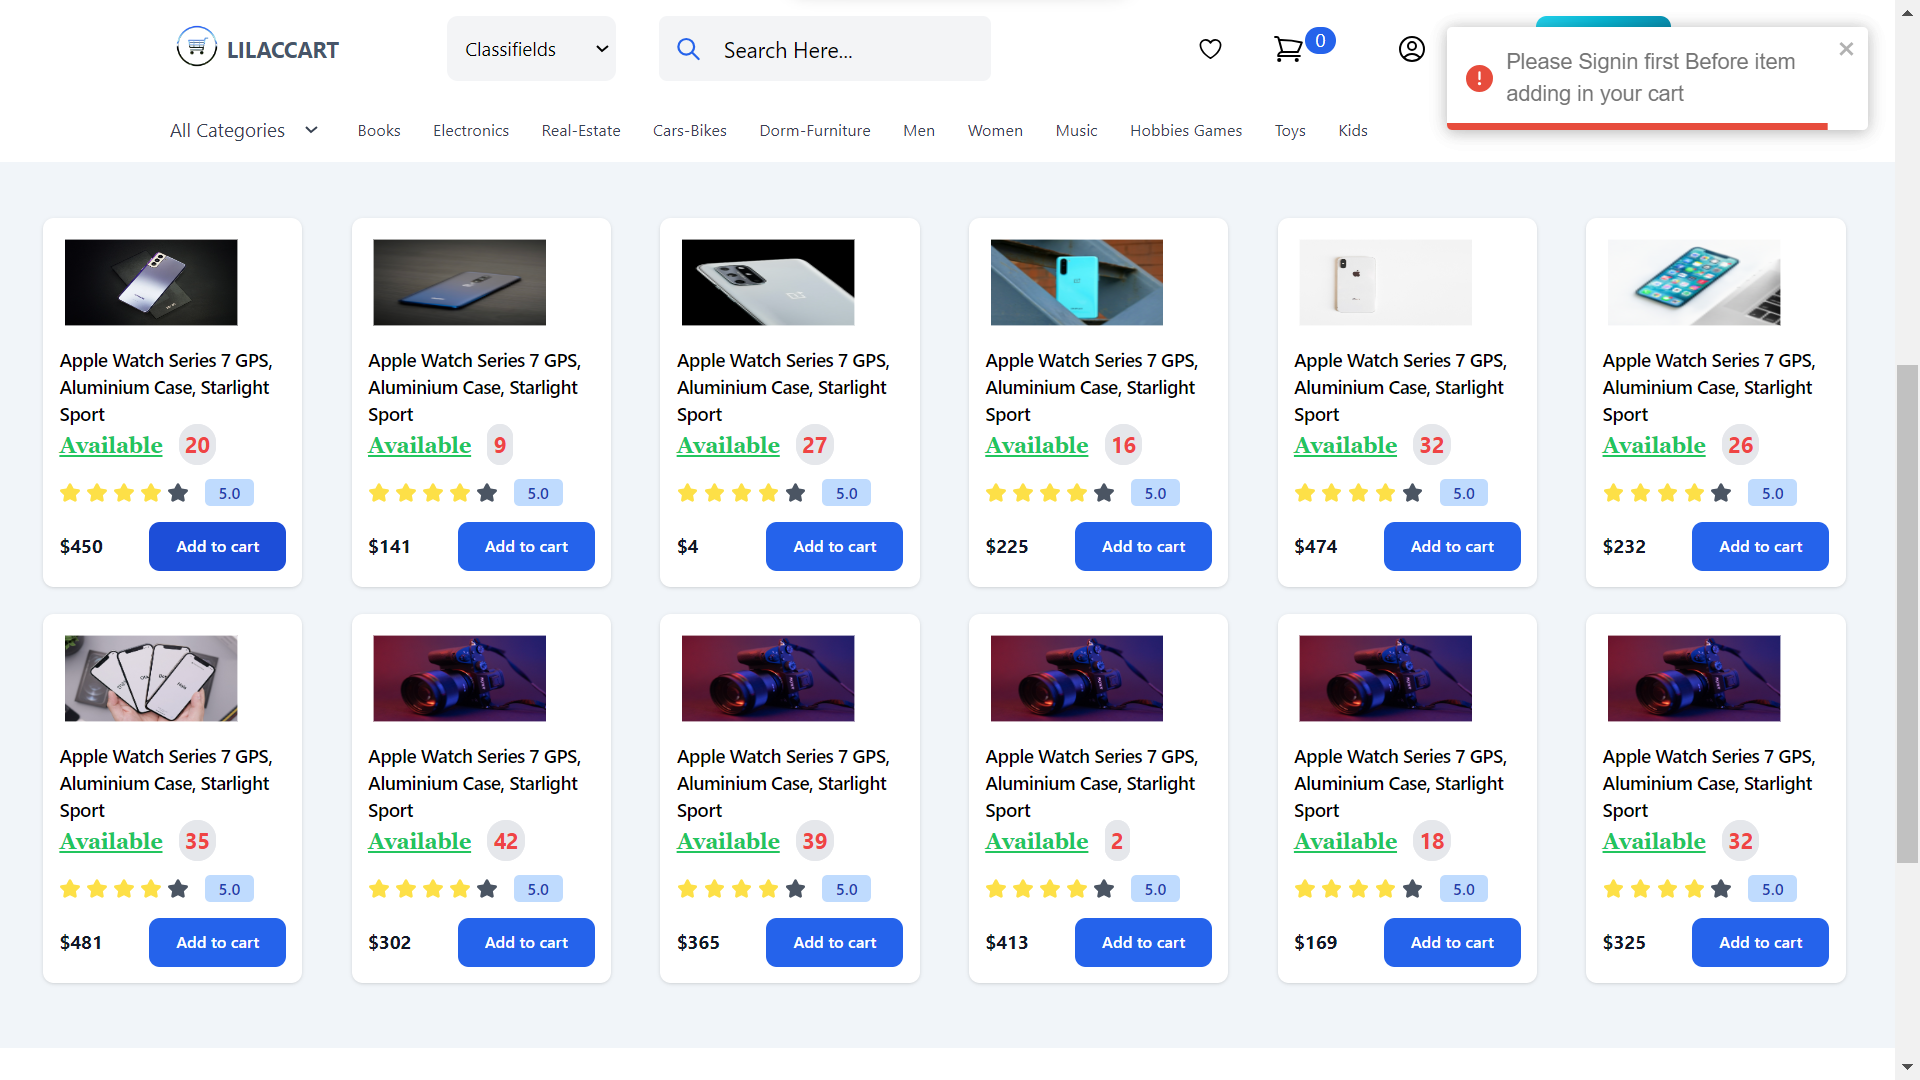 LILACCART
Classifields
Search Here...
0
Please Signin first Before item
adding in your cart
All Categories
Books
Electronics
Real-Estate
Cars-Bikes
Dorm-Furniture
Men
Women
Music
Hobbies Games
Toys
Kids
Apple Watch Series 7 GPS,
Aluminium Case, Starlight
Sport
Available 20
5.0
$450 Add to cart
Apple Watch Series 7 GPS,
Aluminium Case, Starlight
Sport
Available 9
5.0
$141 Add to cart
Apple Watch Series 7 GPS,
Aluminium Case, Starlight
Sport
Available 27
5.0
$4 Add to cart
Apple Watch Series 7 GPS,
Aluminium Case, Starlight
Sport
Available 16
5.0
$225 Add to cart
Apple Watch Series 7 GPS,
Aluminium Case, Starlight
Sport
Available 32
5.0
$474 Add to cart
Apple Watch Series 7 GPS,
Aluminium Case, Starlight
Sport
Available 26
5.0
$232 Add to cart
Apple Watch Series 7 GPS,
Aluminium Case, Starlight
Sport
Available 35
5.0
$481 Add to cart
Apple Watch Series 7 GPS,
Aluminium Case, Starlight
Sport
Available 42
5.0
$302 Add to cart
Apple Watch Series 7 GPS,
Aluminium Case, Starlight
Sport
Available 39
5.0
$365 Add to cart
Apple Watch Series 7 GPS,
Aluminium Case, Starlight
Sport
Available 2
5.0
$413 Add to cart
Apple Watch Series 7 GPS,
Aluminium Case, Starlight
Sport
Available 18
5.0
$169 Add to cart
Apple Watch Series 7 GPS,
Aluminium Case, Starlight
Sport
Available 32
5.0
$325 Add to cart